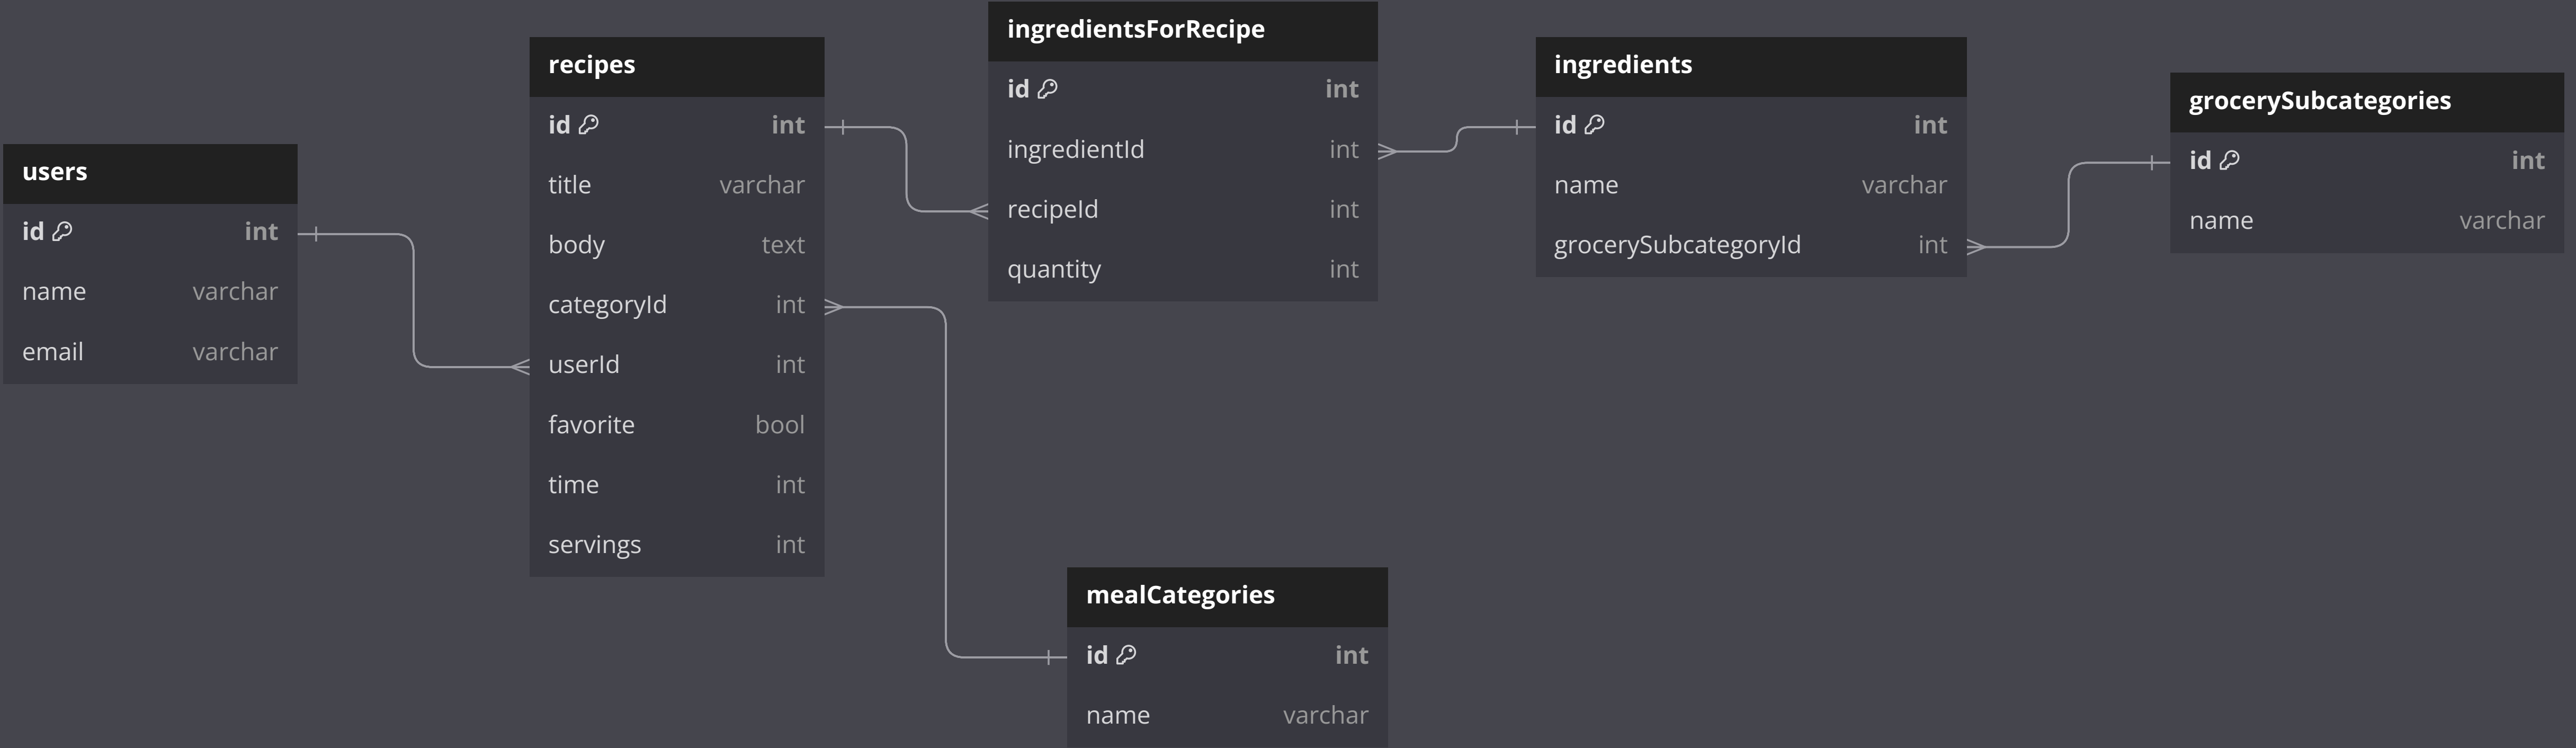 users
id int
name varchar
email varchar
recipes
id int
title varchar
body text
categoryId int
userId int
favorite bool
time int
servings int
ingredientsForRecipe
id int
ingredientId int
recipeId int
quantity int
ingredients
id int
name varchar
grocerySubcategoryId int
grocerySubcategories
id int
name varchar
mealCategories
id int
name varchar